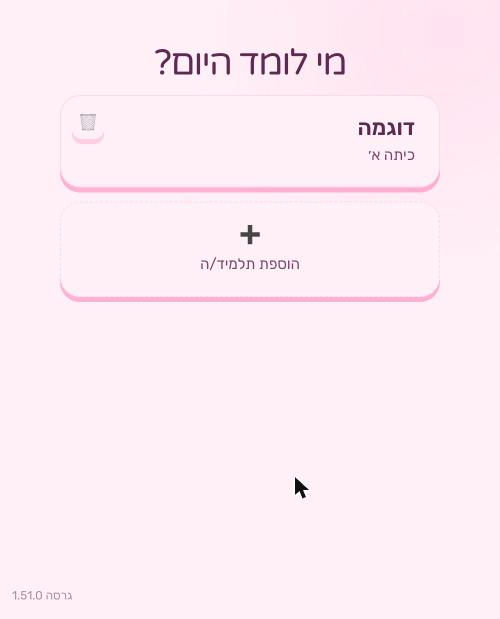 מי לומד היום?
דוגמה
כיתה א׳
הוספת תלמיד/ה
גרסה 1.51.0